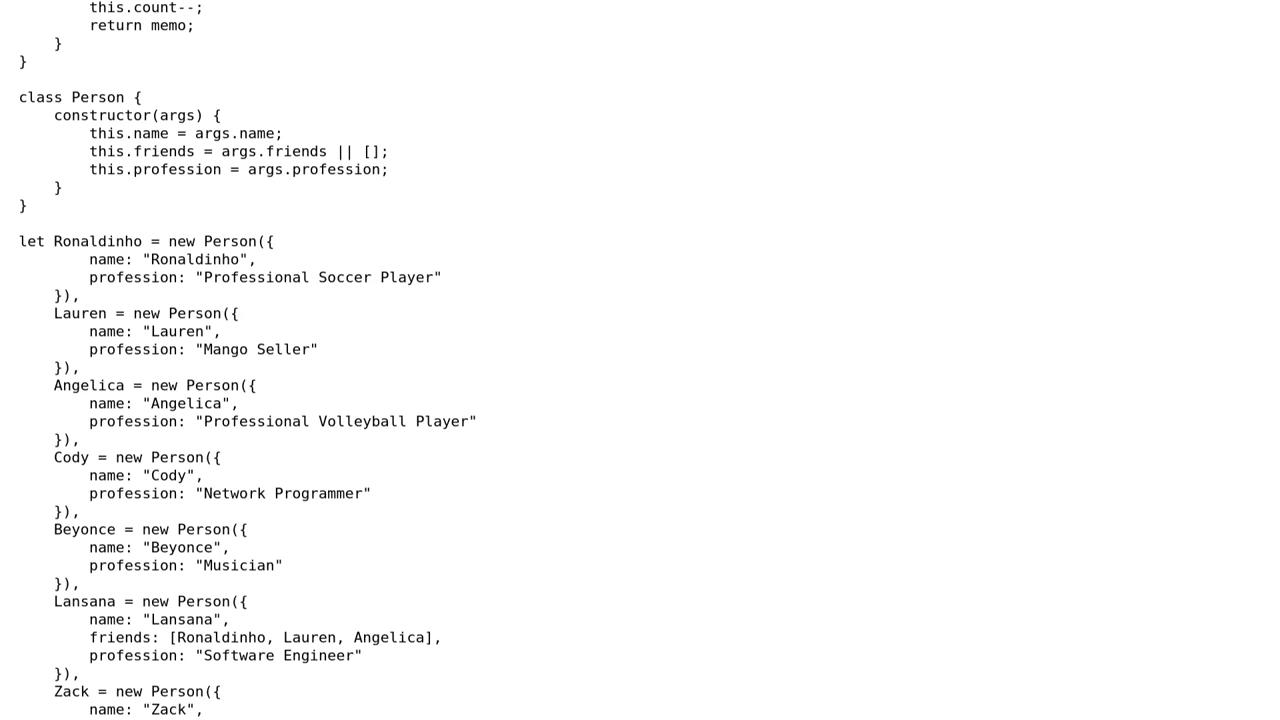 this.count--;
        return memo;
    }
}

class Person {
    constructor(args) {
        this.name = args.name;
        this.friends = args.friends || [];
        this.profession = args.profession;
    }
}

let Ronaldinho = new Person({
        name: "Ronaldinho",
        profession: "Professional Soccer Player"
    }),
    Lauren = new Person({
        name: "Lauren",
        profession: "Mango Seller"
    }),
    Angelica = new Person({
        name: "Angelica",
        profession: "Professional Volleyball Player"
    }),
    Cody = new Person({
        name: "Cody",
        profession: "Network Programmer"
    }),
    Beyonce = new Person({
        name: "Beyonce",
        profession: "Musician"
    }),
    Lansana = new Person({
        name: "Lansana",
        friends: [Ronaldinho, Lauren, Angelica],
        profession: "Software Engineer"
    }),
    Zack = new Person({
        name: "Zack",